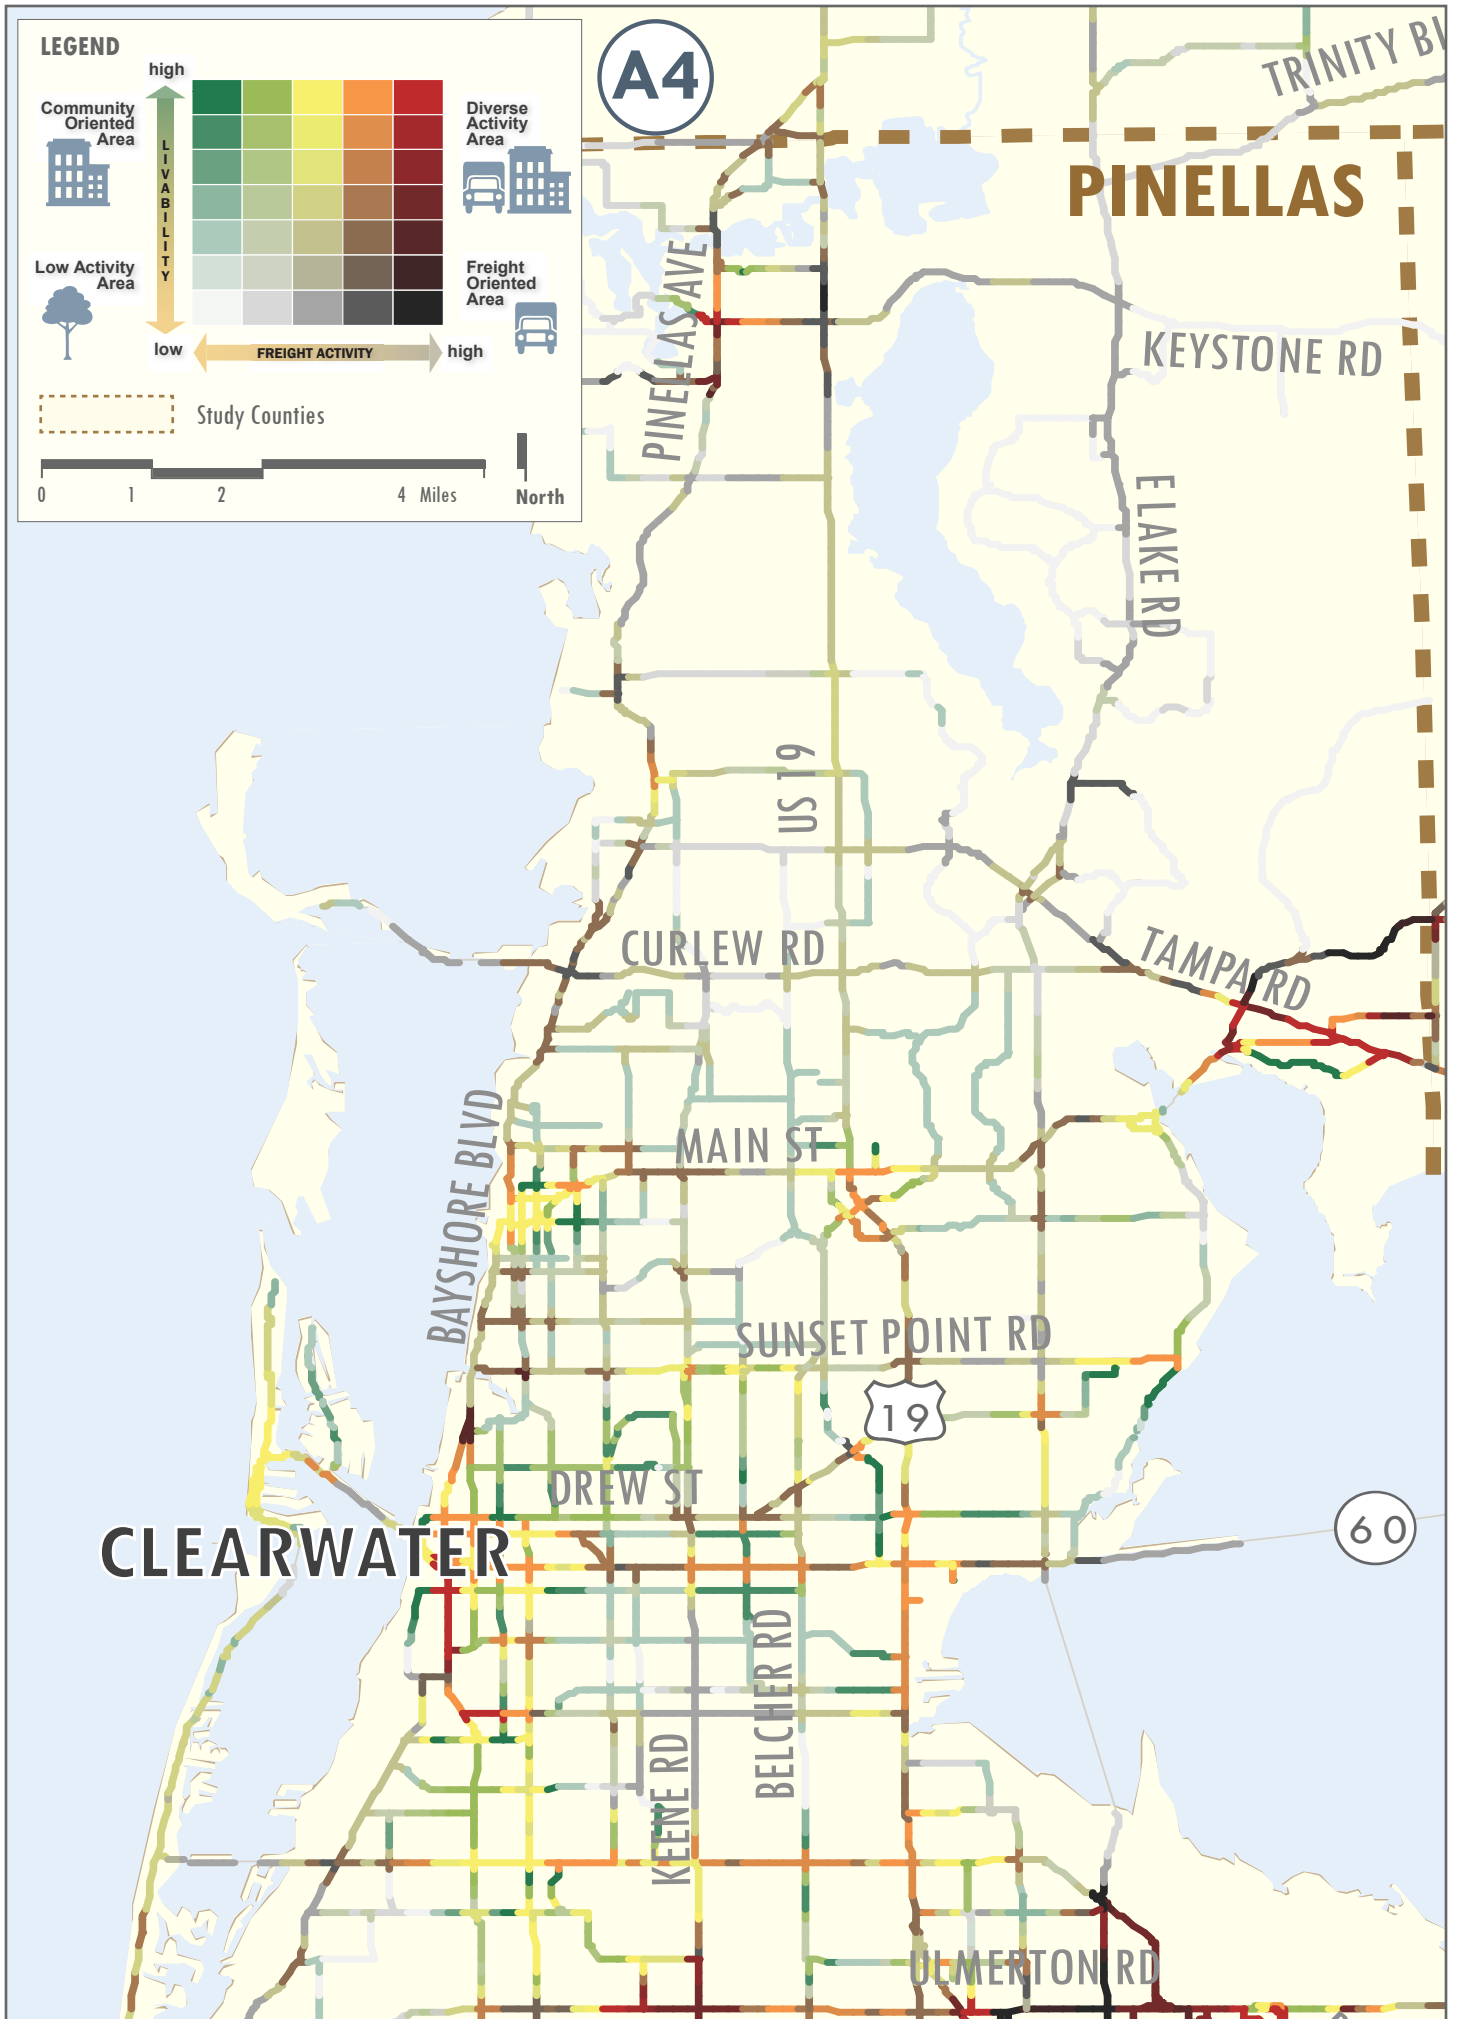 LEGEND
high
Community
Oriented
Area
LIVABILITY
Diverse
Activity
Area
Low Activity
Area
Freight
Oriented
Area
low
FREIGHT ACTIVITY
high
Study Counties
0 1 2 4 Miles
North
A4
TRINITY BL
PINELLAS
PINELLAS AVE
KEYSTONE RD
E LAKE RD
US 19
CURLEW RD
TAMPA RD
BAYSHORE BLVD
MAIN ST
SUNSET POINT RD
19
DREW ST
CLEARWATER
60
BELCHER RD
KEENE RD
ULMERTON RD